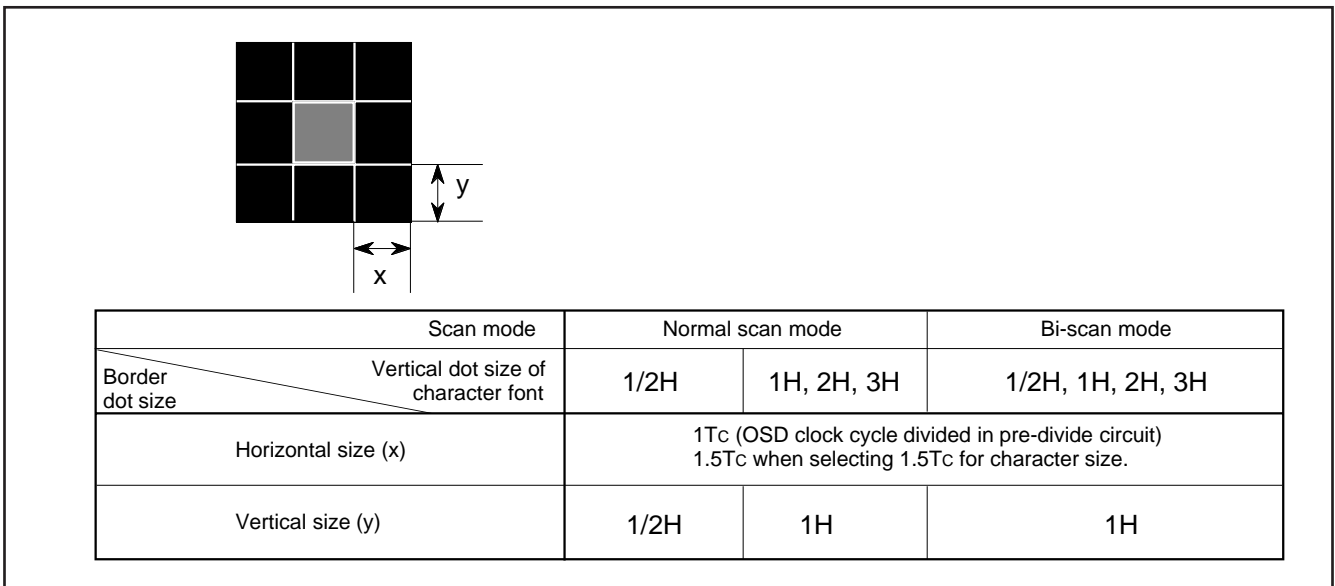 y
x
Scan mode
Normal scan mode
Bi-scan mode
Border
dot size
Vertical dot size of
character font
1/2H
1H, 2H, 3H
1/2H, 1H, 2H, 3H
Horizontal size (x)
1TC (OSD clock cycle divided in pre-divide circuit)
1.5TC when selecting 1.5TC for character size.
Vertical size (y)
1/2H
1H
1H